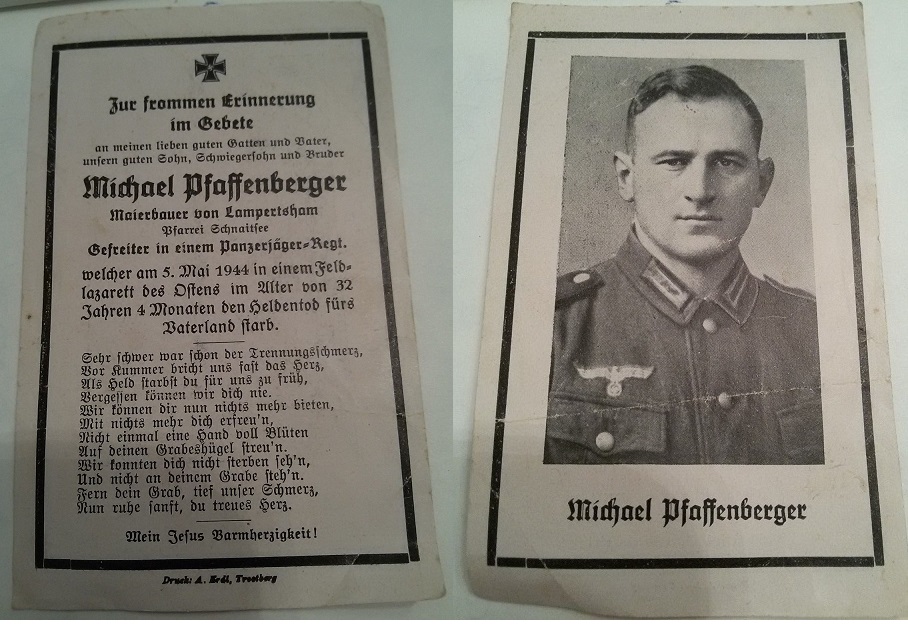 Zur frommen Erinnerung
im Gebete
an meinen lieben guten Gatten und Vater,
unsern guten Sohn, Schwiegersohn und Bruder
Michael Pfaffenberger
Maierbauer von Lampertsham
Pfarrei Schnaitsee
Gefreiter in einem Panzerjäger-Regt.
welcher am 5. Mai 1944 in einem Feld-
lazarett des Ostens im Alter von 32
Jahren 4 Monaten den Heldentod fürs
Vaterland starb.
Sehr schwer war schon der Trennungsschmerz,
Vor Kummer bricht uns fast das Herz,
Als Held starbst du für uns zu früh,
Vergessen können wir dich nie.
Wir können dir nun nichts mehr bieten,
Mit nichts mehr dich erfreu'n,
Nicht einmal eine Hand voll Blüten
Auf deinen Grabeshügel streu'n.
Wir konnten dich nicht sterben seh'n,
Und nicht an deinem Grabe steh'n.
Fern dein Grab, tief unser Schmerz,
Nun ruhe sanft, du treues Herz.
Mein Jesus Barmherzigkeit!
Druck: A. Erdl, Trostberg
Michael Pfaffenberger